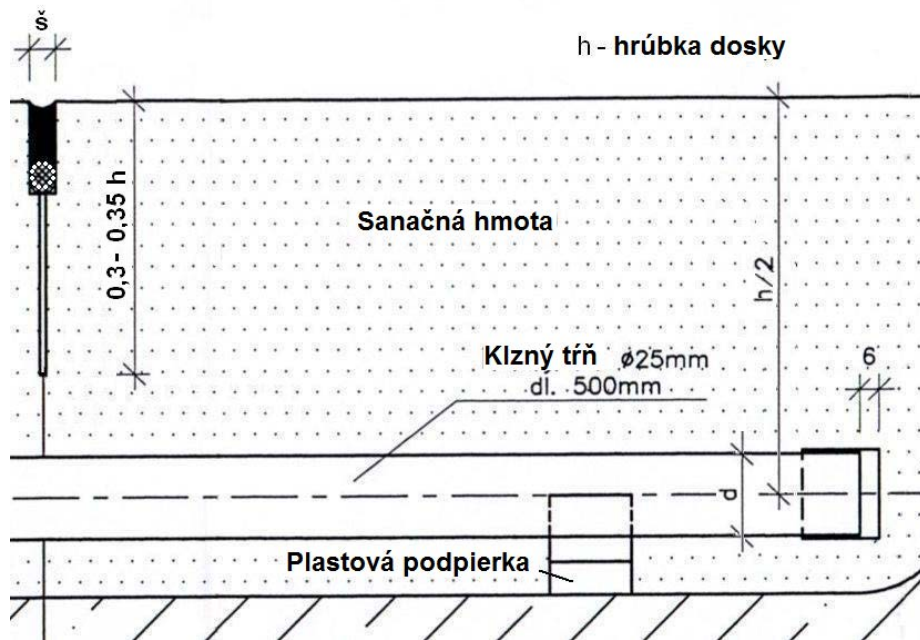 š
h - hrúbka dosky
0,3 - 0,35 h
Sanačná hmota
h/2
Klzný tŕň ø25mm
dl. 500mm
6
d
Plastová podpierka